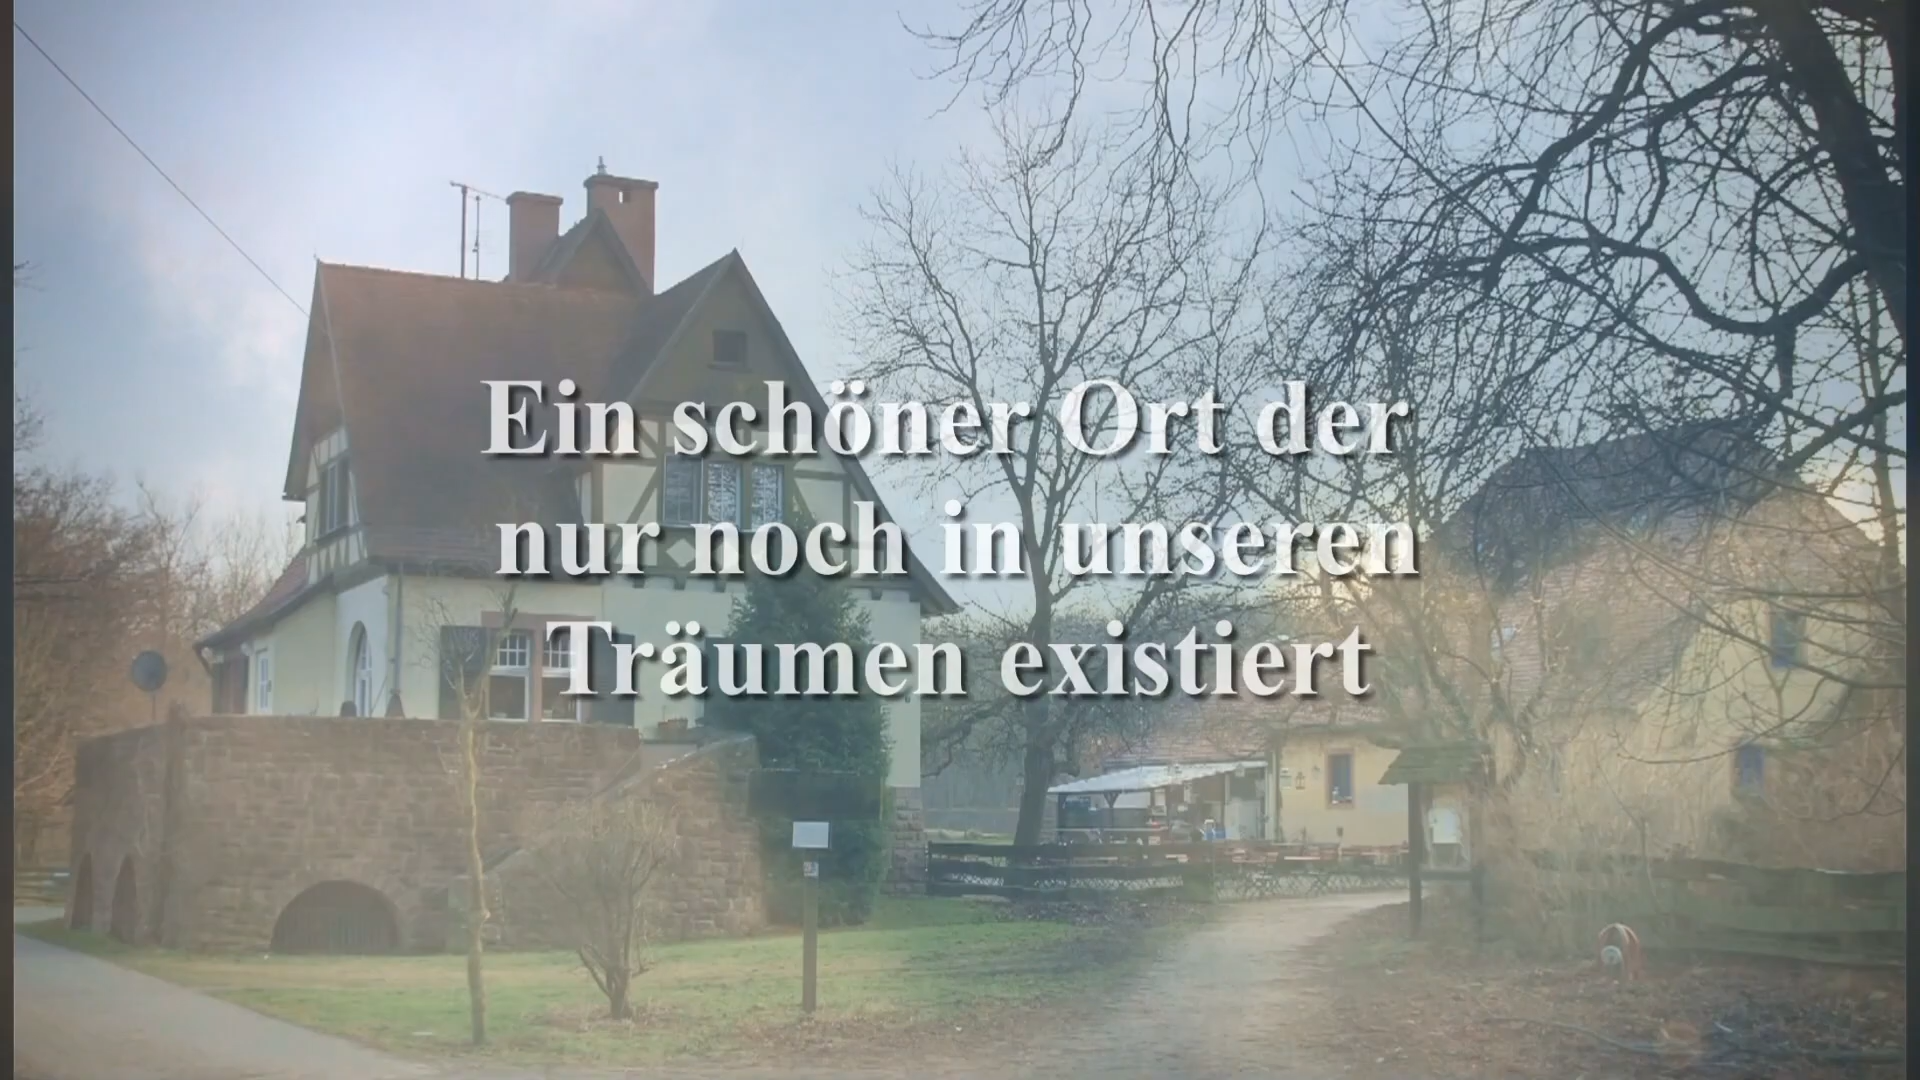 Ein schöner Ort der
nur noch in unseren
Träumen existiert